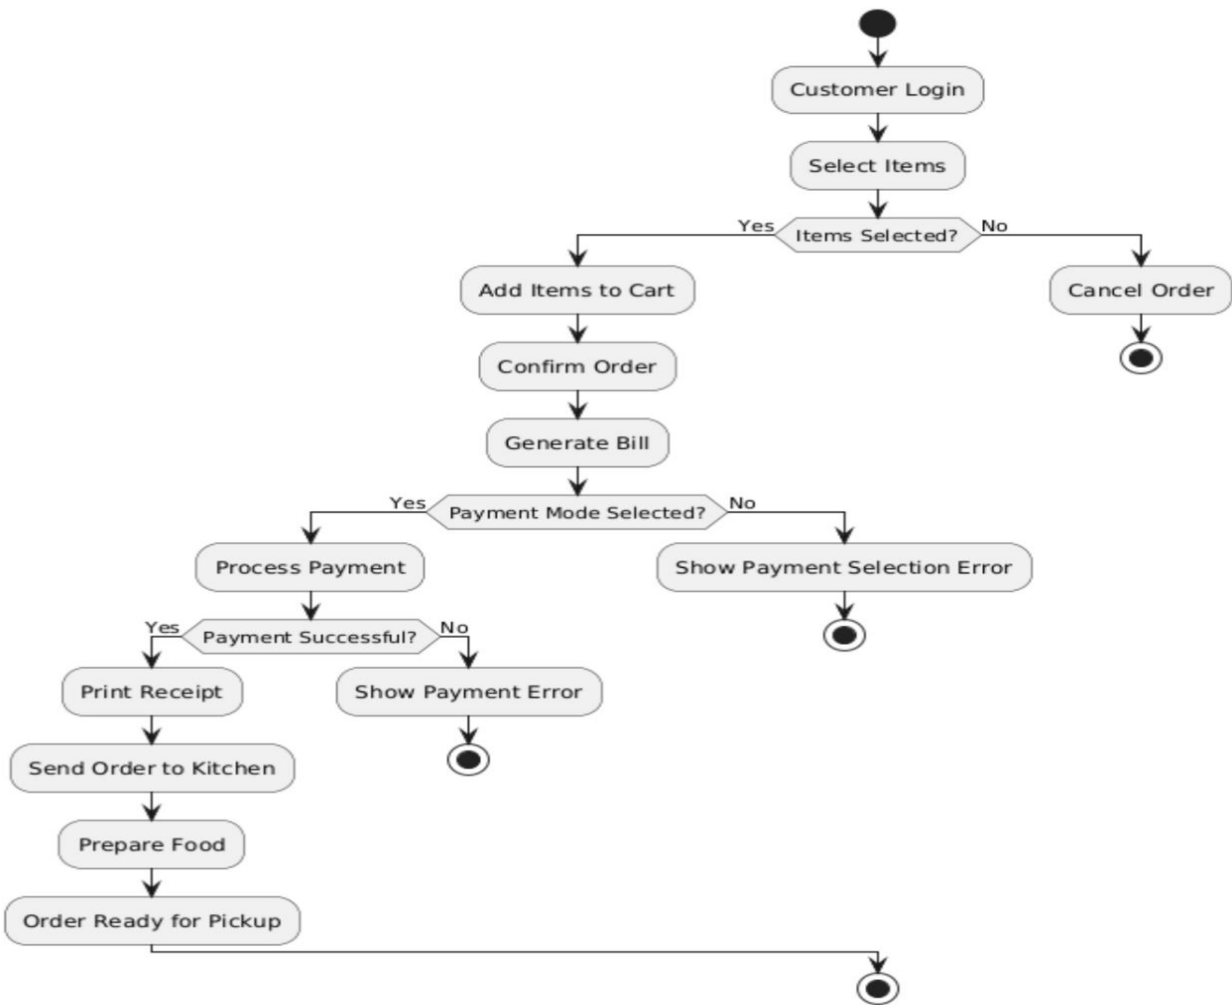 Customer Login
Select Items
Yes
Items Selected?
No
Add Items to Cart
Cancel Order
Confirm Order
Generate Bill
Yes
Payment Mode Selected?
No
Process Payment
Show Payment Selection Error
Yes
Payment Successful?
No
Print Receipt
Show Payment Error
Send Order to Kitchen
Prepare Food
Order Ready for Pickup